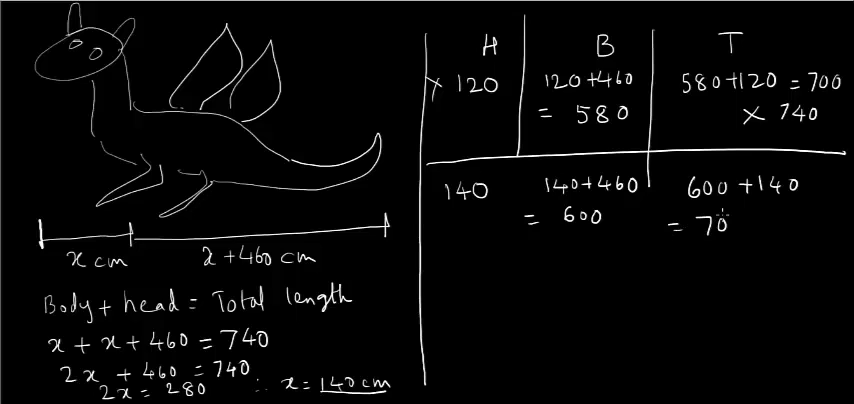 x cm
x + 460 cm
Body + head = Total length
x + x + 460 = 740
2x + 460 = 740
2x = 280 ∴ x = 140 cm
H B T
× 120 120+460 580+120 = 700
= 580 × 740
140 140+460 600 + 140
= 600 = 70